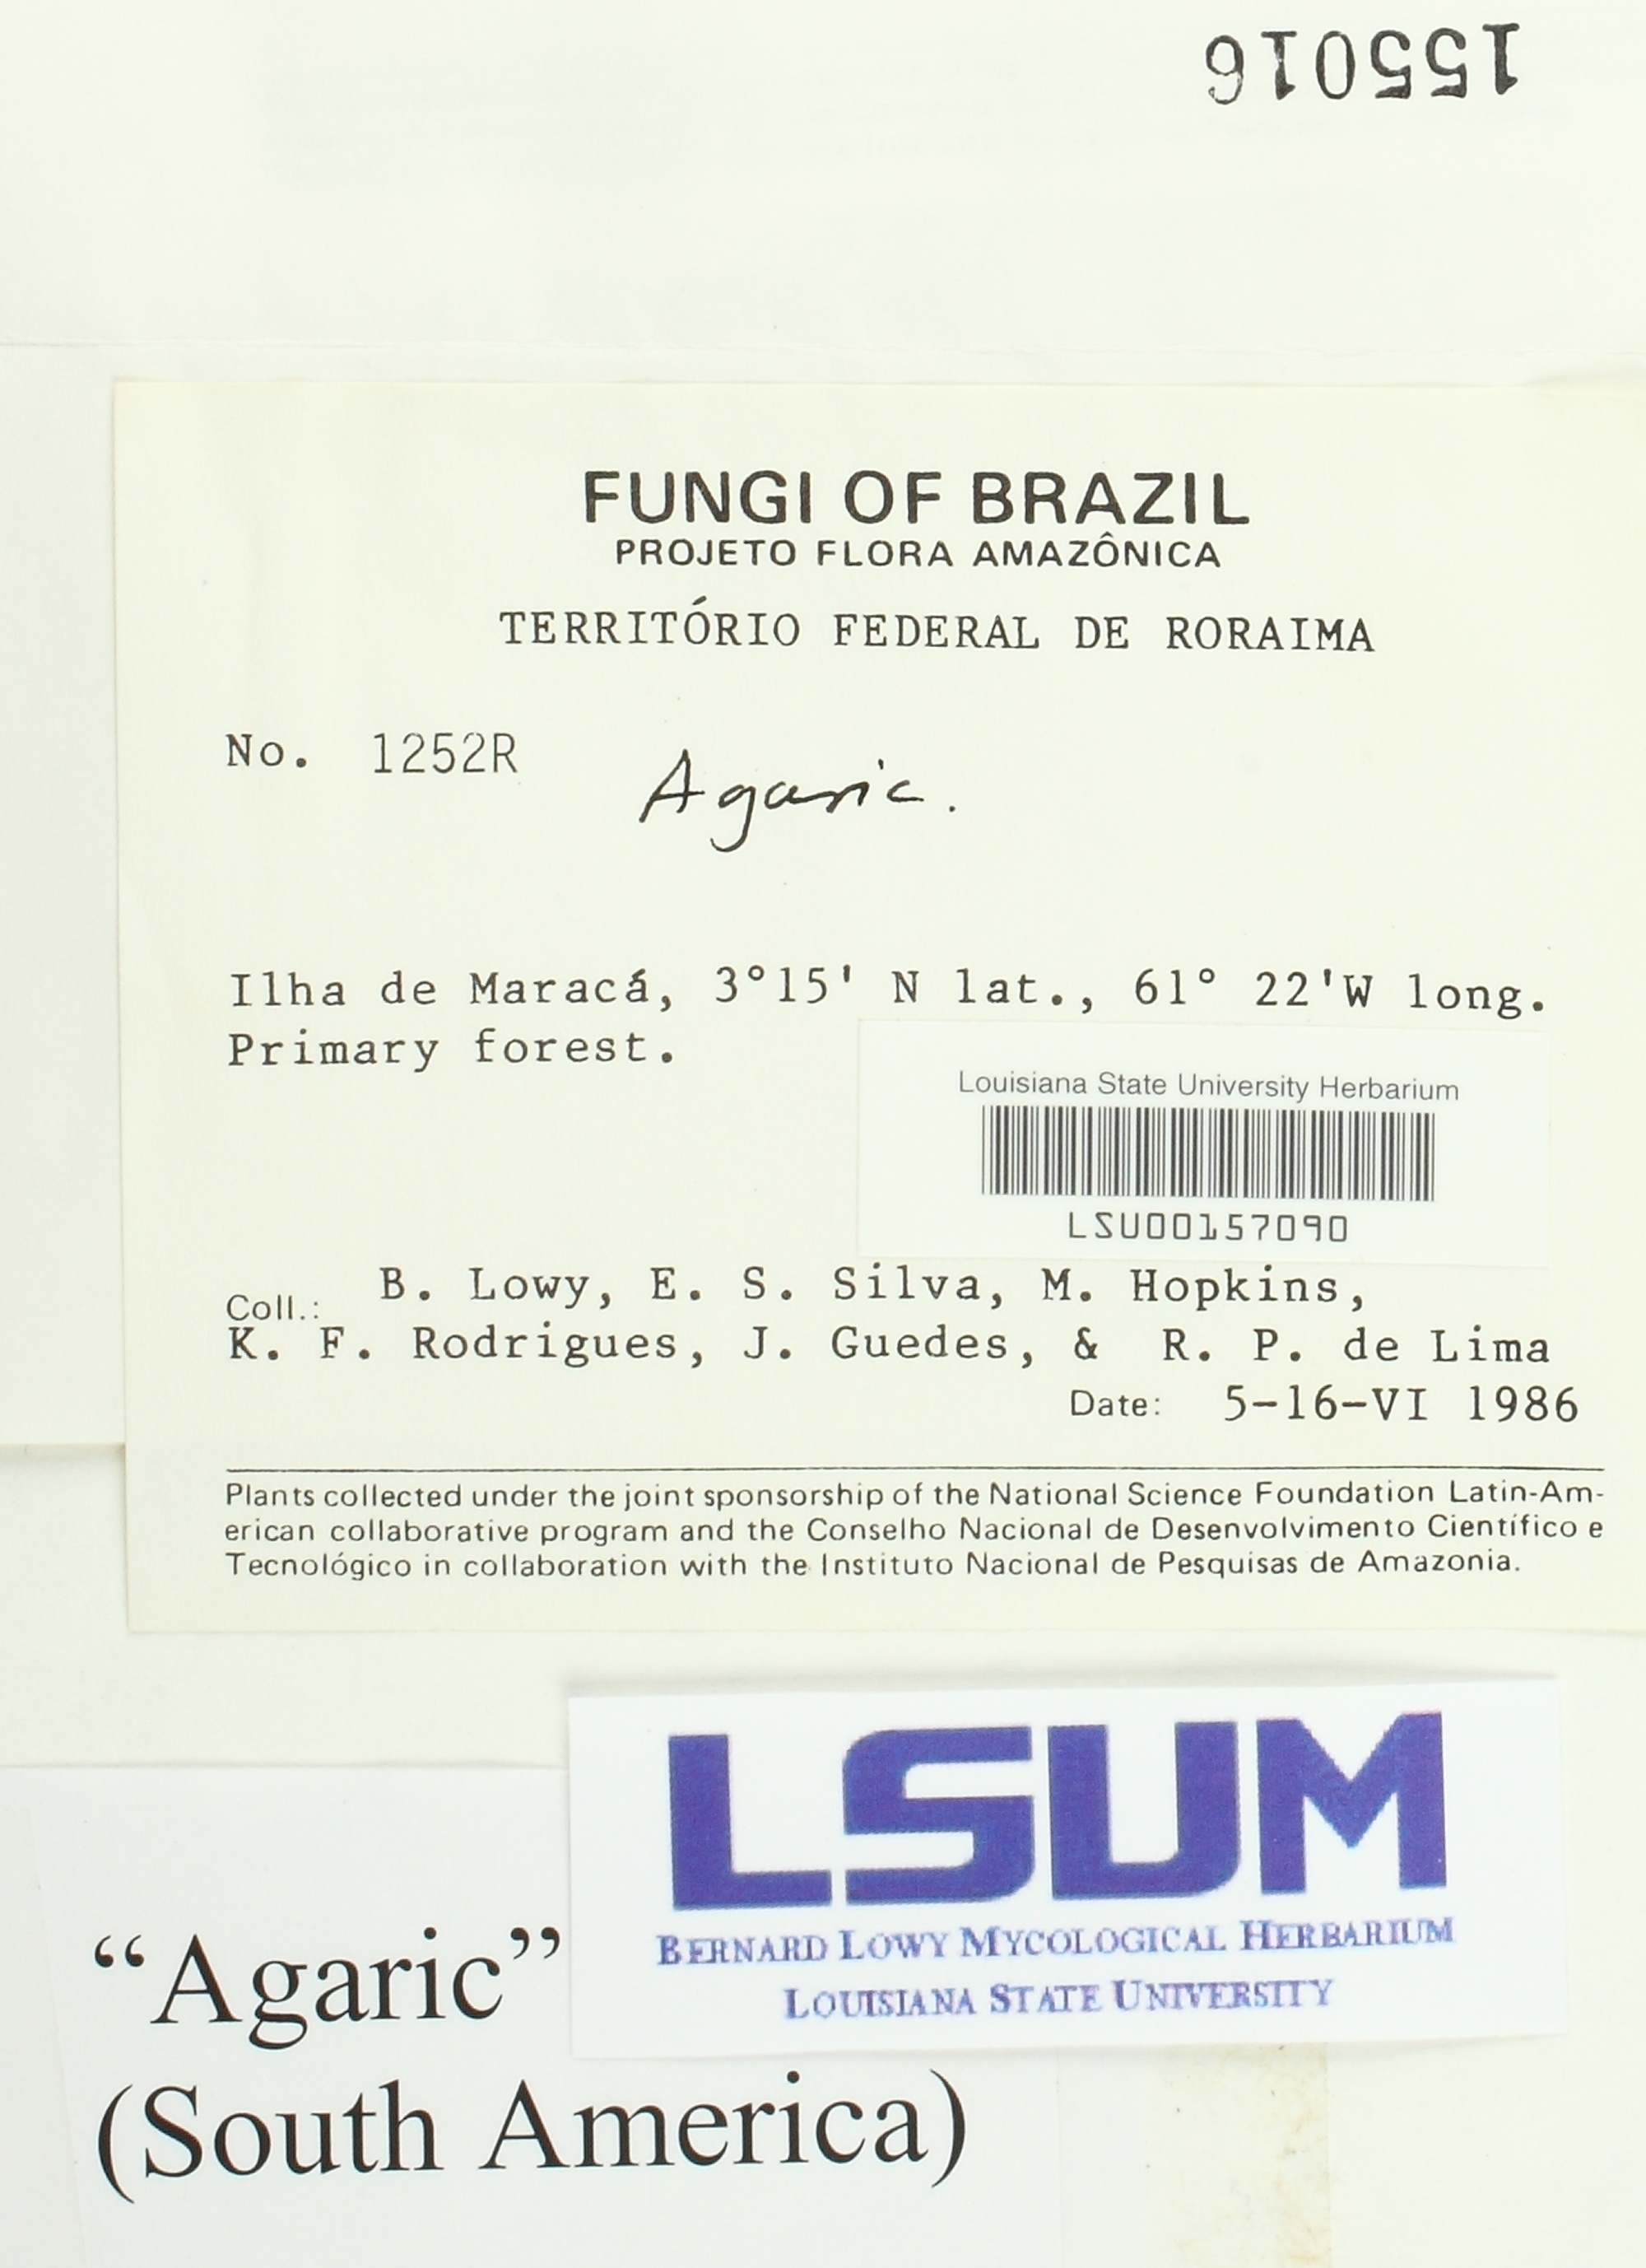 155016
FUNGI OF BRAZIL
PROJETO FLORA AMAZÔNICA
TERRITÓRIO FEDERAL DE RORAIMA
No. 1252R
Agaric.
Ilha de Maracá, 3°15' N lat., 61° 22'W long.
Primary forest.
Louisiana State University Herbarium
LSU00157090
Coll.: B. Lowy, E. S. Silva, M. Hopkins,
K. F. Rodrigues, J. Guedes, & R. P. de Lima
Date: 5-16-VI 1986
Plants collected under the joint sponsorship of the National Science Foundation Latin-Am-
erican collaborative program and the Conselho Nacional de Desenvolvimento Científico e
Tecnológico in collaboration with the Instituto Nacional de Pesquisas de Amazonia.
LSUM
BERNARD LOWY MYCOLOGICAL HERBARIUM
LOUISIANA STATE UNIVERSITY
“Agaric”
(South America)